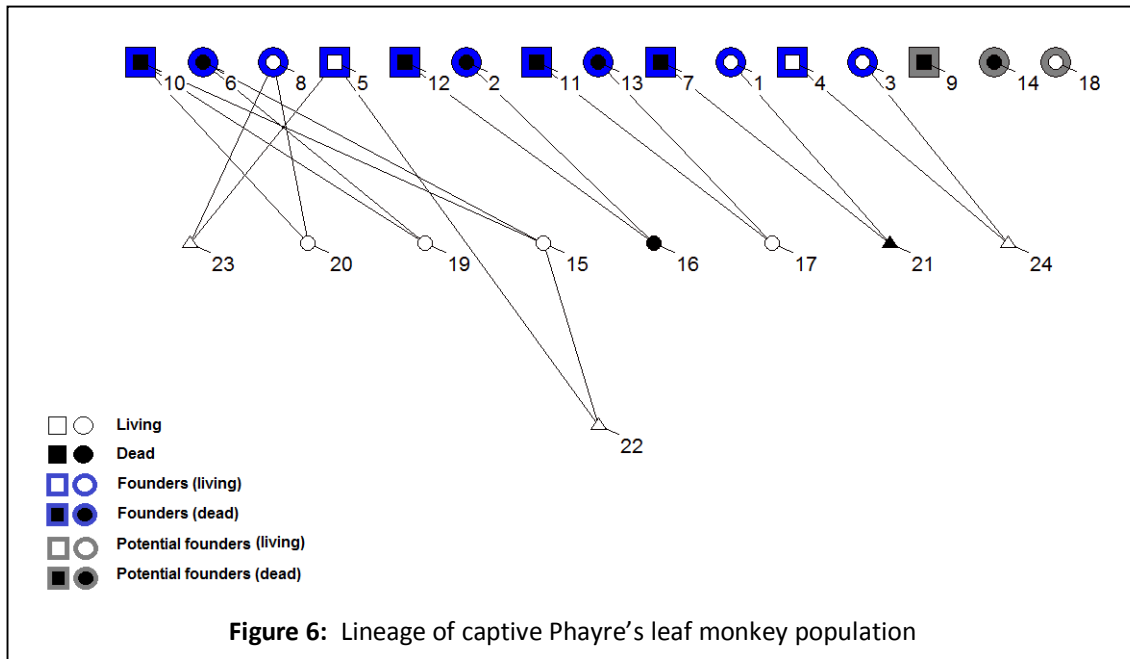 10 6 8 5 12 2 11 13 7 1 4 3 9 14 18
23 20 19 15 16 17 21 24
22
Living
Dead
Founders (living)
Founders (dead)
Potential founders (living)
Potential founders (dead)
Figure 6: Lineage of captive Phayre’s leaf monkey population